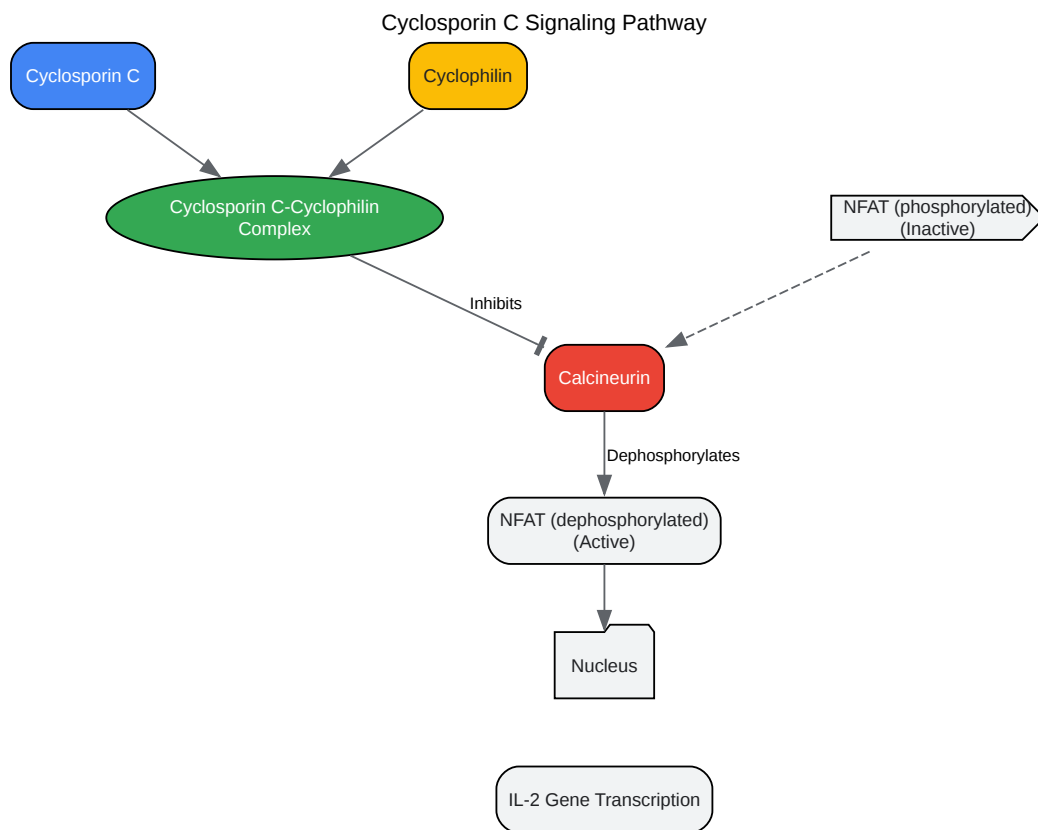 Cyclosporin C Signaling Pathway
Cyclosporin C
Cyclophilin
Cyclosporin C-Cyclophilin
Complex
NFAT (phosphorylated)
(Inactive)
Inhibits
Calcineurin
Dephosphorylates
NFAT (dephosphorylated)
(Active)
Nucleus
IL-2 Gene Transcription